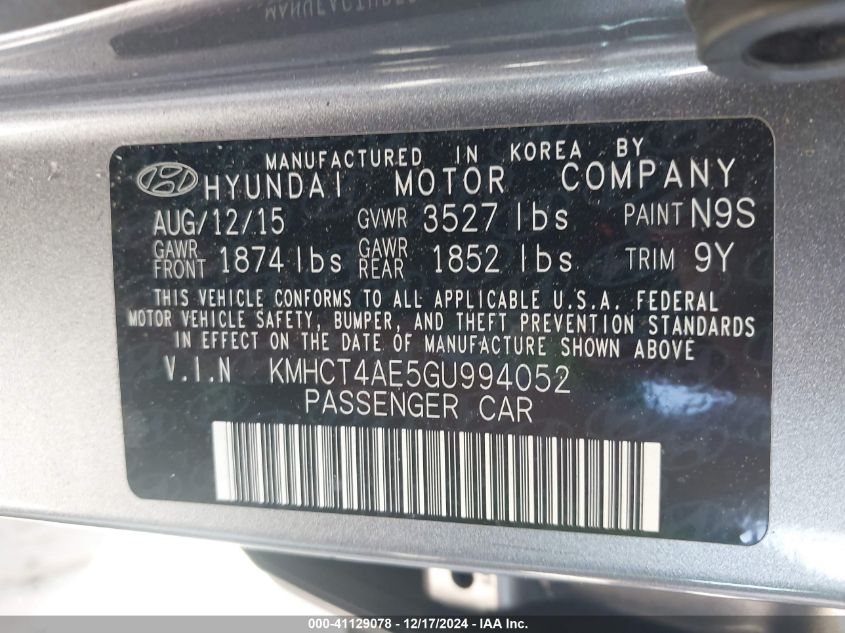 MANUFACTURED IN KOREA BY
HYUNDAI MOTOR COMPANY
AUG/12/15 GVWR 3527 lbs PAINT N9S
GAWR FRONT 1874 lbs GAWR REAR 1852 lbs TRIM 9Y
THIS VEHICLE CONFORMS TO ALL APPLICABLE U.S.A. FEDERAL
MOTOR VEHICLE SAFETY, BUMPER, AND THEFT PREVENTION STANDARDS
IN EFFECT ON THE DATE OF MANUFACTURE SHOWN ABOVE
V.I.N KMHCT4AE5GU994052
PASSENGER CAR
000-41129078 - 12/17/2024 - IAA Inc.